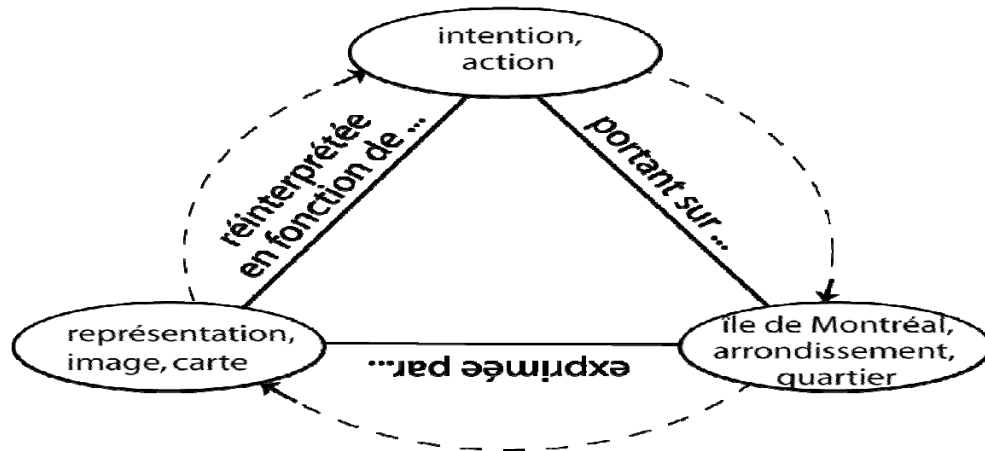 intention,
action
réinterprétée
en fonction de ...
portant sur ...
représentation,
image, carte
exprimée par...
île de Montréal,
arrondissement,
quartier